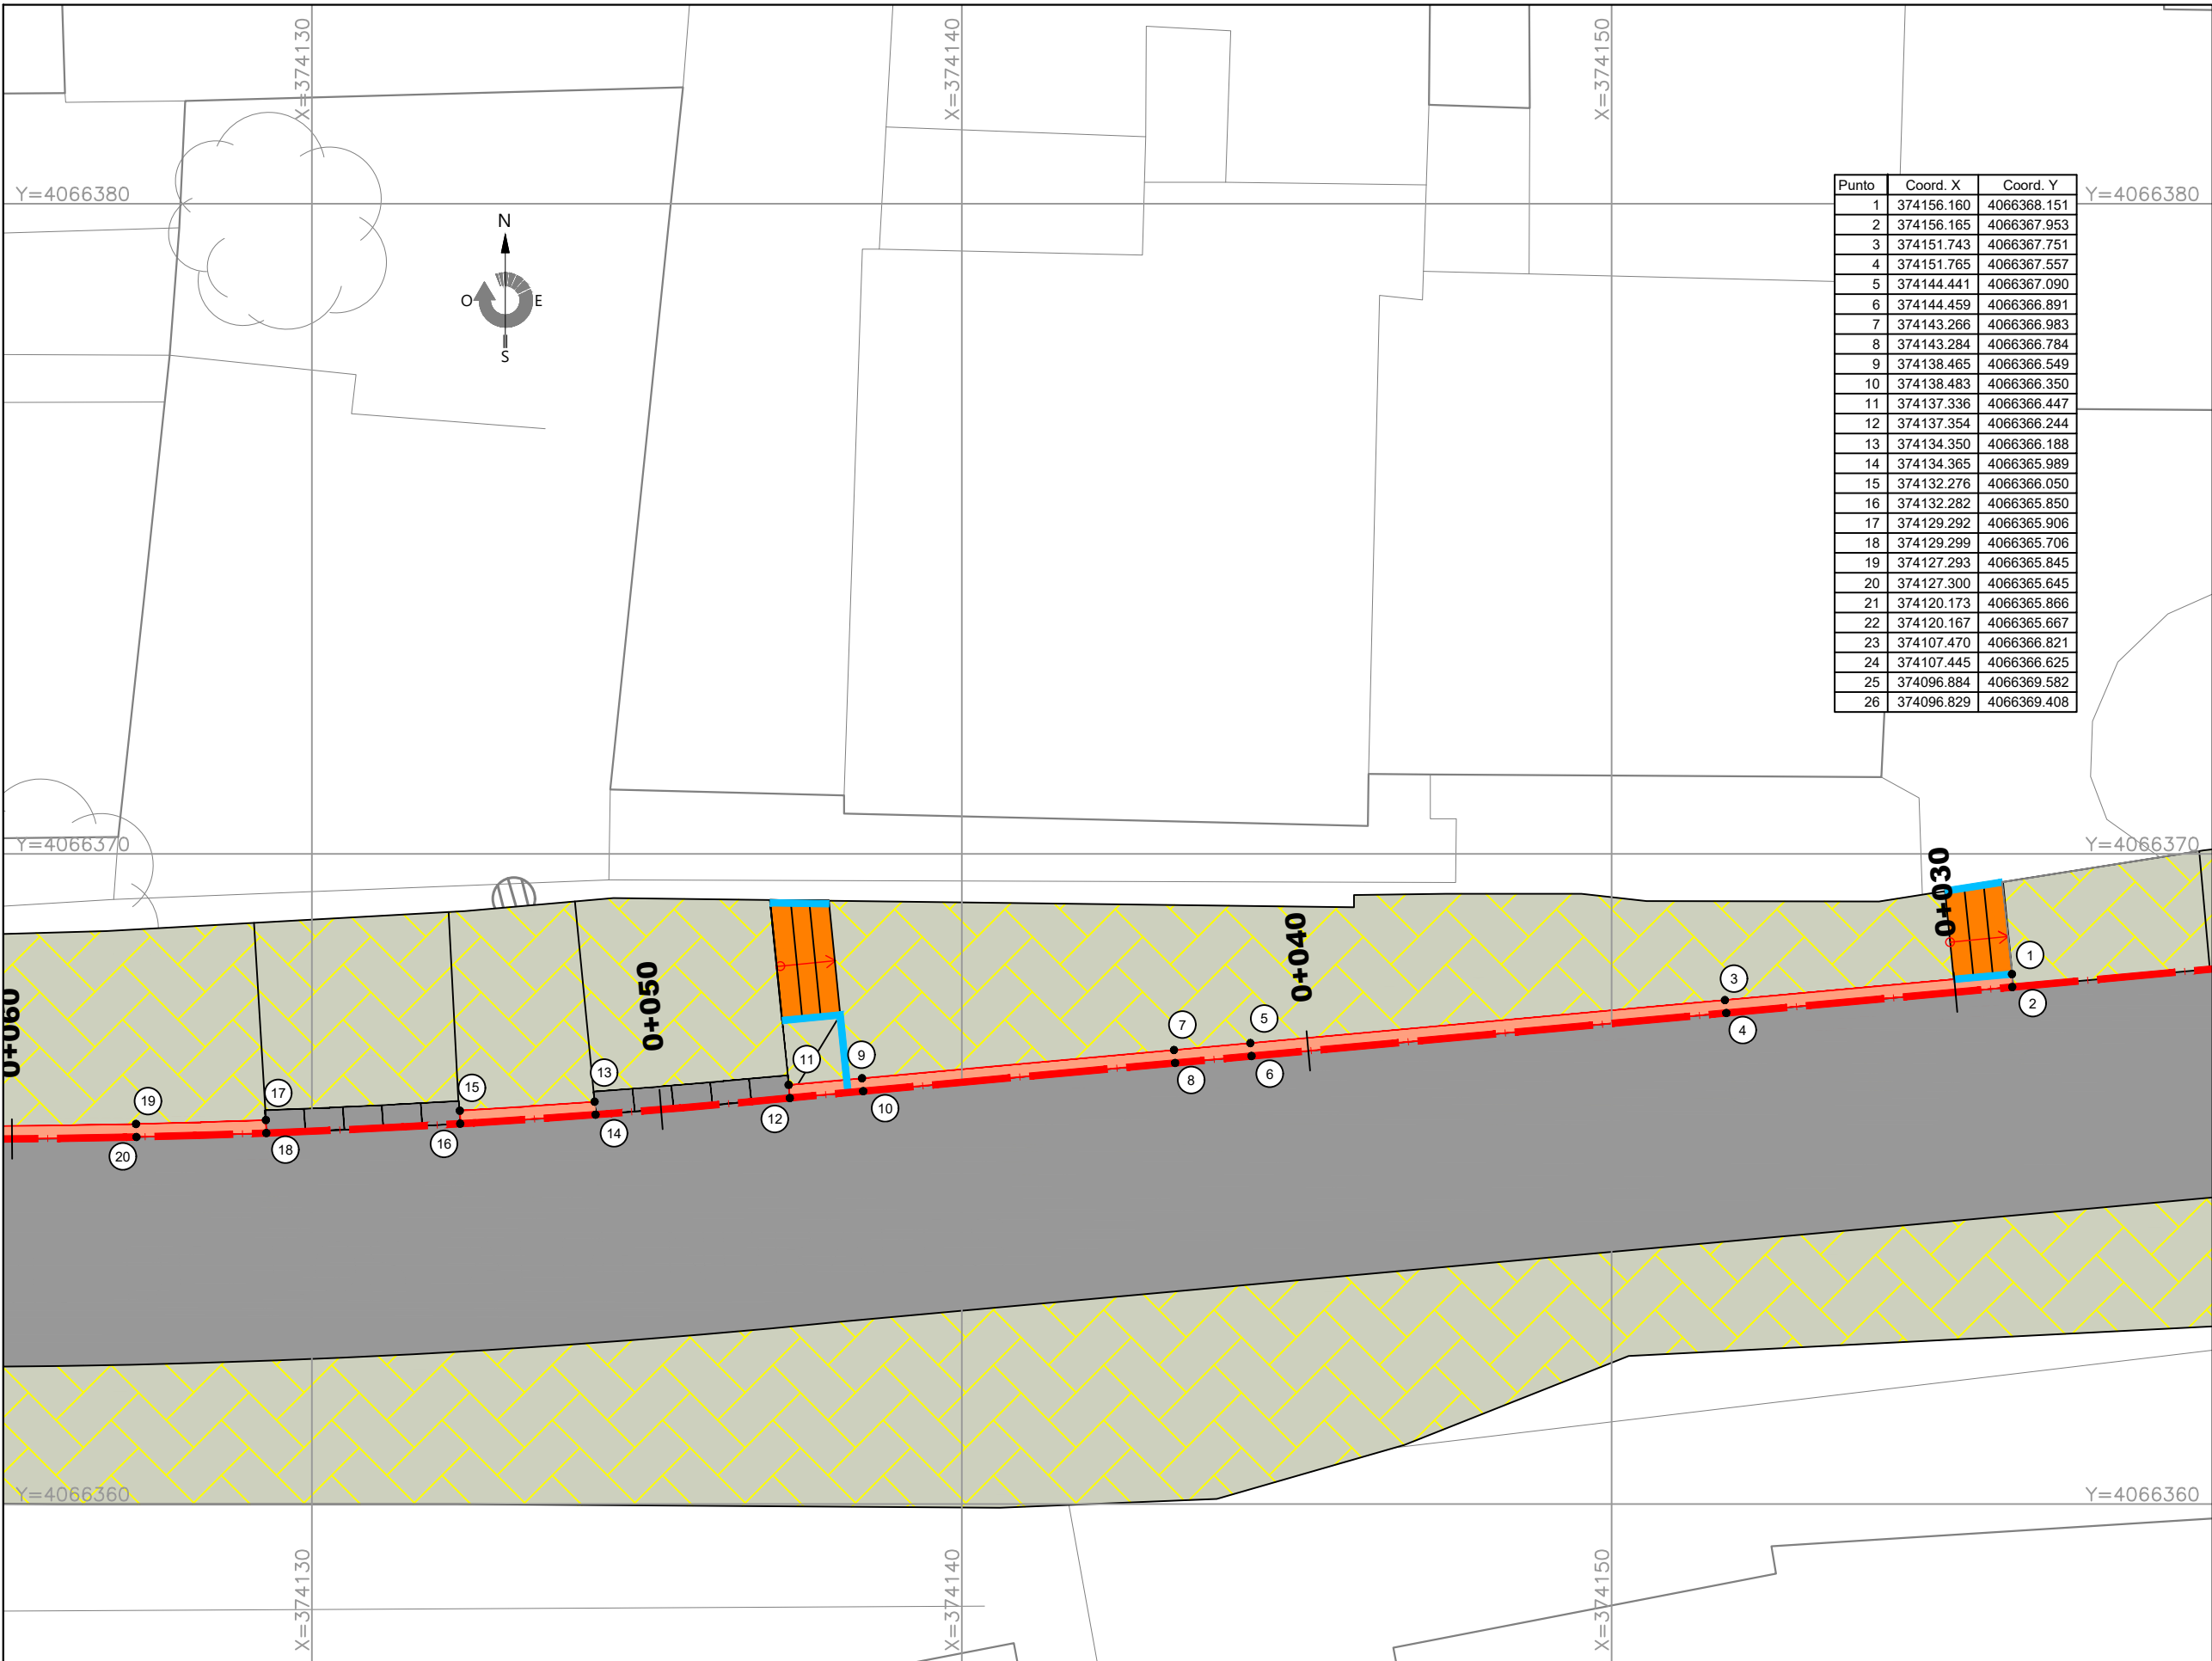 X=374130
X=374140
X=374150
Y=4066380
Y=4066380
N
O
E
S
Punto Coord. X Coord. Y
1 374156.160 4066368.151
2 374156.165 4066367.953
3 374151.743 4066367.751
4 374151.765 4066367.557
5 374144.441 4066367.090
6 374144.459 4066366.891
7 374143.266 4066366.983
8 374143.284 4066366.784
9 374138.465 4066366.549
10 374138.483 4066366.350
11 374137.336 4066366.447
12 374137.354 4066366.244
13 374134.350 4066366.188
14 374134.365 4066365.989
15 374132.276 4066366.050
16 374132.282 4066365.850
17 374129.292 4066365.906
18 374129.299 4066365.706
19 374127.293 4066365.845
20 374127.300 4066365.645
21 374120.173 4066365.866
22 374120.167 4066365.667
23 374107.470 4066366.821
24 374107.445 4066366.625
25 374096.884 4066369.582
26 374096.829 4066369.408
Y=4066370
Y=4066370
0+060
0+050
0+040
0+030
1
2
3
4
5
6
7
8
9
10
11
12
13
14
15
16
17
18
19
20
Y=4066360
Y=4066360
X=374130
X=374140
X=374150